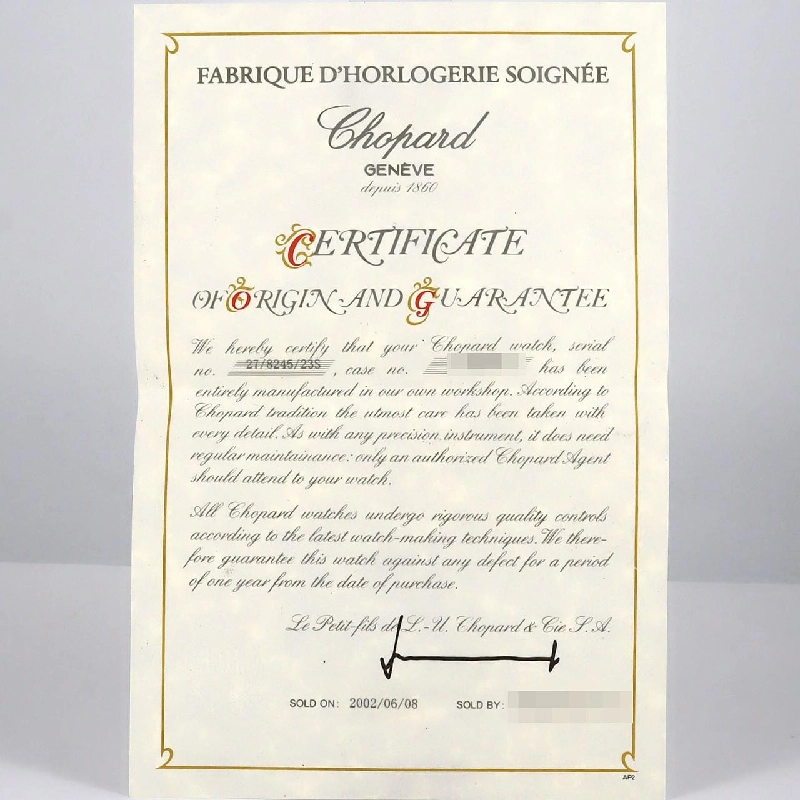 FABRIQUE D'HORLOGERIE SOIGNÉE
Chopard
GENÈVE
depuis 1860
CERTIFICATE
OF ORIGIN AND GUARANTEE
We hereby certify that your Chopard watch, serial
no. 27/8245/23S, case no. has been
entirely manufactured in our own workshop. According to
Chopard tradition the utmost care has been taken with
every detail. As with any precision instrument, it does need
regular maintainance: only an authorized Chopard Agent
should attend to your watch.
All Chopard watches undergo rigorous quality controls
according to the latest watch-making techniques. We there-
fore guarantee this watch against any defect for a period
of one year from the date of purchase.
Le Petit-fils de L.-U. Chopard & Cie S.A.
SOLD ON: 2002/06/08 SOLD BY: